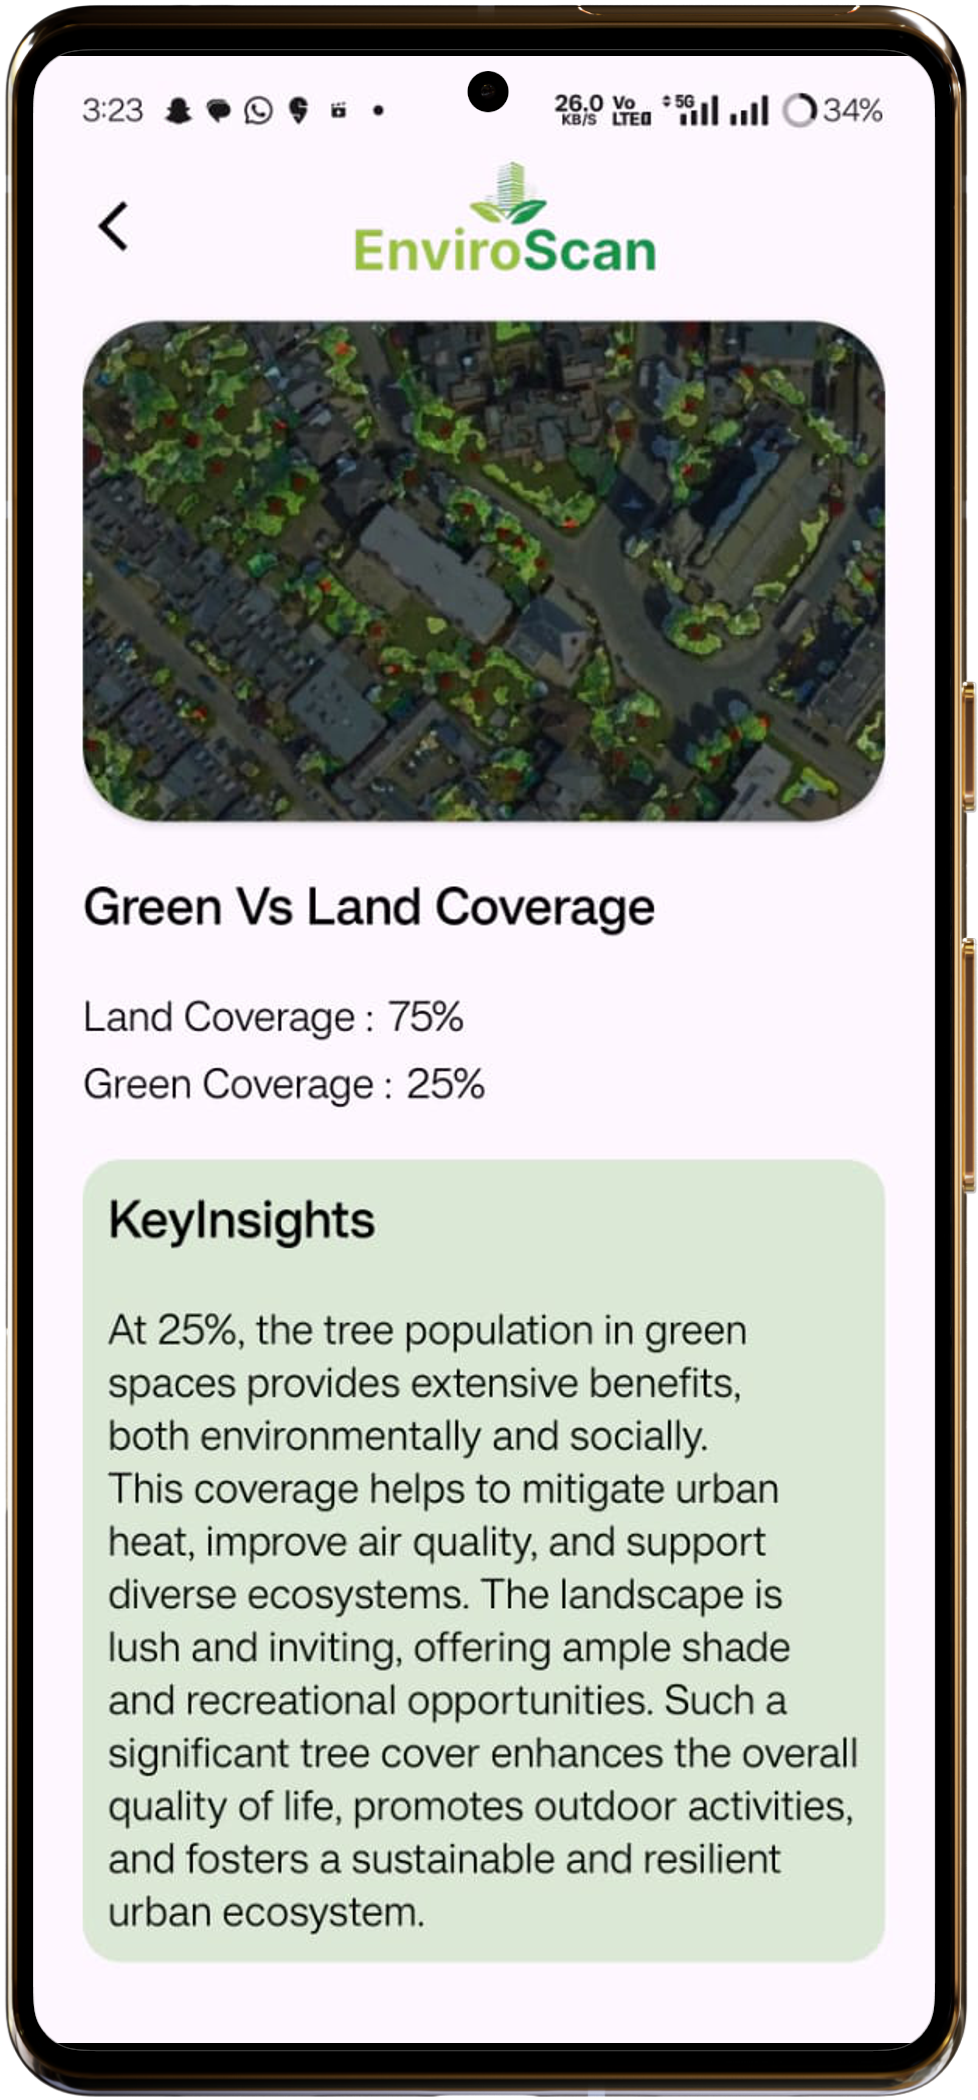 3:23
26.0 KB/S Vo LTE 5G 34%
EnviroScan
Green Vs Land Coverage
Land Coverage : 75%
Green Coverage : 25%
KeyInsights
At 25%, the tree population in green
spaces provides extensive benefits,
both environmentally and socially.
This coverage helps to mitigate urban
heat, improve air quality, and support
diverse ecosystems. The landscape is
lush and inviting, offering ample shade
and recreational opportunities. Such a
significant tree cover enhances the overall
quality of life, promotes outdoor activities,
and fosters a sustainable and resilient
urban ecosystem.